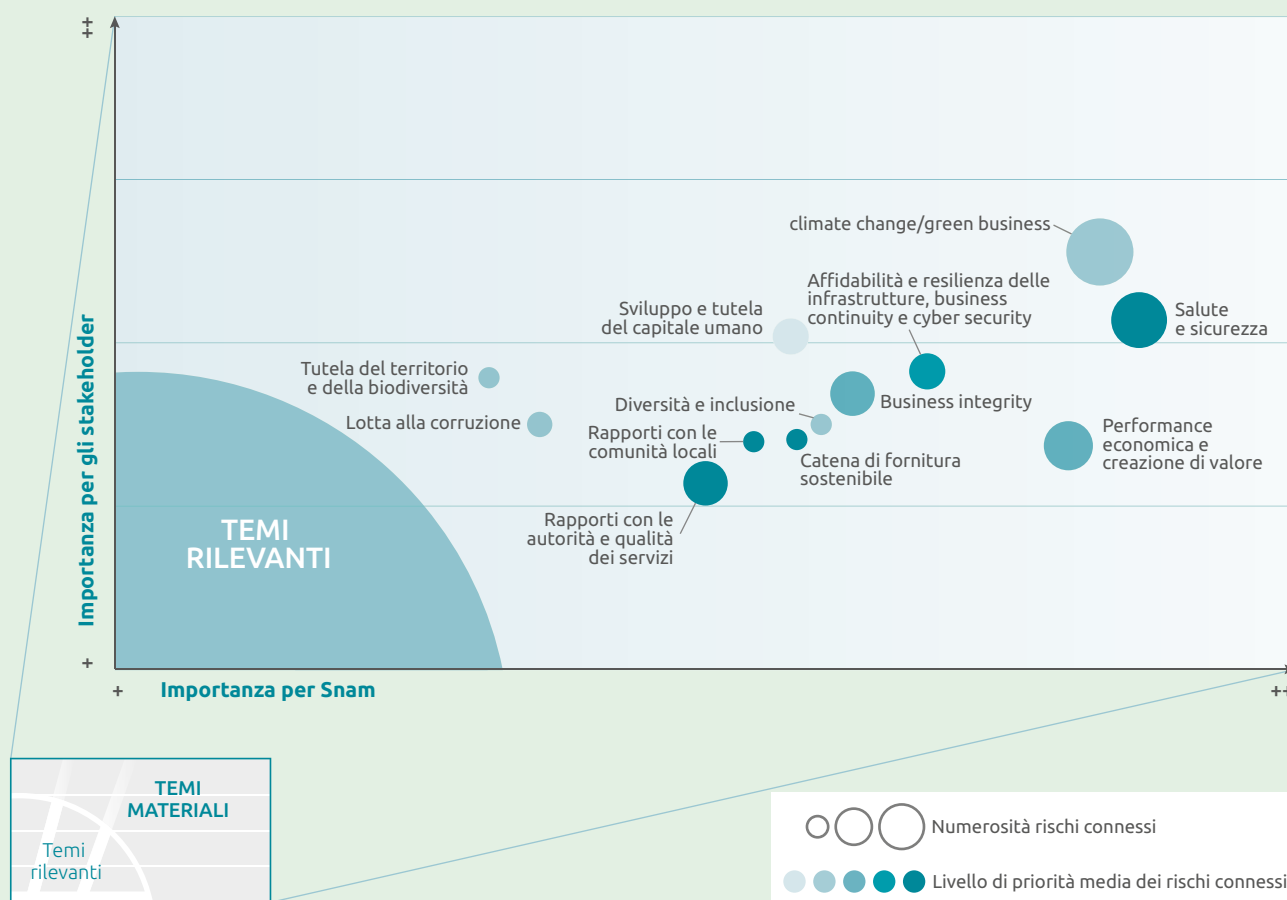 ++
Importanza per gli stakeholder
+
climate change/green business
Affidabilità e resilienza delle
infrastrutture, business
continuity e cyber security
Sviluppo e tutela
del capitale umano
Salute
e sicurezza
Tutela del territorio
e della biodiversità
Lotta alla corruzione
Diversità e inclusione
Business integrity
Rapporti con le
comunità locali
Catena di fornitura
sostenibile
Performance
economica e
creazione di valore
Rapporti con le
autorità e qualità
dei servizi
TEMI
RILEVANTI
+
Importanza per Snam
++
TEMI
MATERIALI
Temi
rilevanti
Numerosità rischi connessi
Livello di priorità media dei rischi connessi